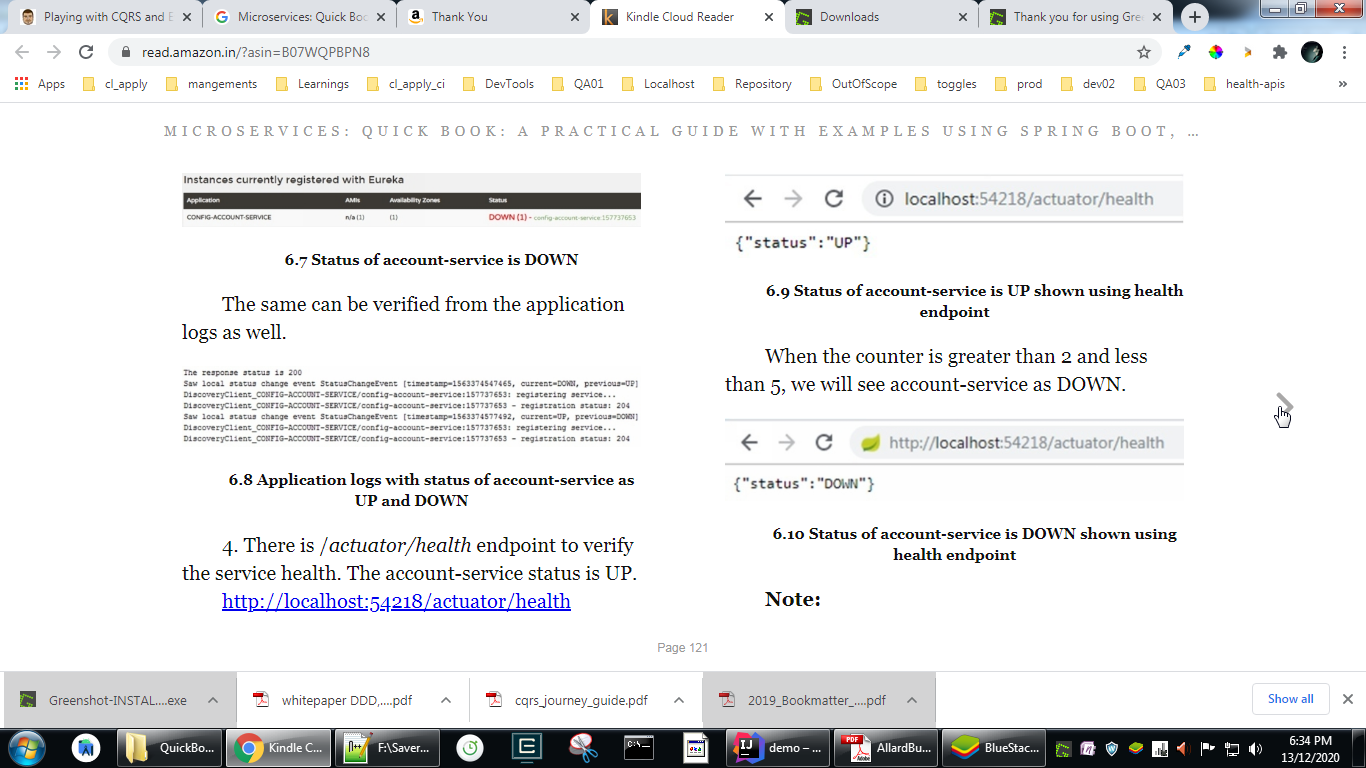 Playing with CQRS and E
Microservices: Quick Boo
Thank You
Kindle Cloud Reader
Downloads
Thank you for using Gree
read.amazon.in/?asin=B07WQPBPN8
Apps cl_apply mangements Learnings cl_apply_ci DevTools QA01 Localhost Repository OutOfScope toggles prod dev02 QA03 health-apis »
MICROSERVICES: QUICK BOOK: A PRACTICAL GUIDE WITH EXAMPLES USING SPRING BOOT, ...
Instances currently registered with Eureka
Application AMIs Availability Zones Status
CONFIG-ACCOUNT-SERVICE n/a (1) (1) DOWN (1) - config-account-service:157737653
6.7 Status of account-service is DOWN
The same can be verified from the application
logs as well.
The response status is 200
Saw local status change event StatusChangeEvent [timestamp=1563374547465, current=DOWN, previous=UP]
DiscoveryClient_CONFIG-ACCOUNT-SERVICE/config-account-service:157737653: registering service...
DiscoveryClient_CONFIG-ACCOUNT-SERVICE/config-account-service:157737653 - registration status: 204
Saw local status change event StatusChangeEvent [timestamp=1563374577492, current=UP, previous=DOWN]
DiscoveryClient_CONFIG-ACCOUNT-SERVICE/config-account-service:157737653: registering service...
DiscoveryClient_CONFIG-ACCOUNT-SERVICE/config-account-service:157737653 - registration status: 204
6.8 Application logs with status of account-service as
UP and DOWN
4. There is /actuator/health endpoint to verify
the service health. The account-service status is UP.
http://localhost:54218/actuator/health
localhost:54218/actuator/health
{"status":"UP"}
6.9 Status of account-service is UP shown using health
endpoint
When the counter is greater than 2 and less
than 5, we will see account-service as DOWN.
http://localhost:54218/actuator/health
{"status":"DOWN"}
6.10 Status of account-service is DOWN shown using
health endpoint
Note:
Page 121
Greenshot-INSTAL....exe
whitepaper DDD,....pdf
cqrs_journey_guide.pdf
2019_Bookmatter_....pdf
Show all
QuickBo...
Kindle C...
F:\Saver...
demo – ...
AllardBu...
BlueStac...
6:34 PM
13/12/2020